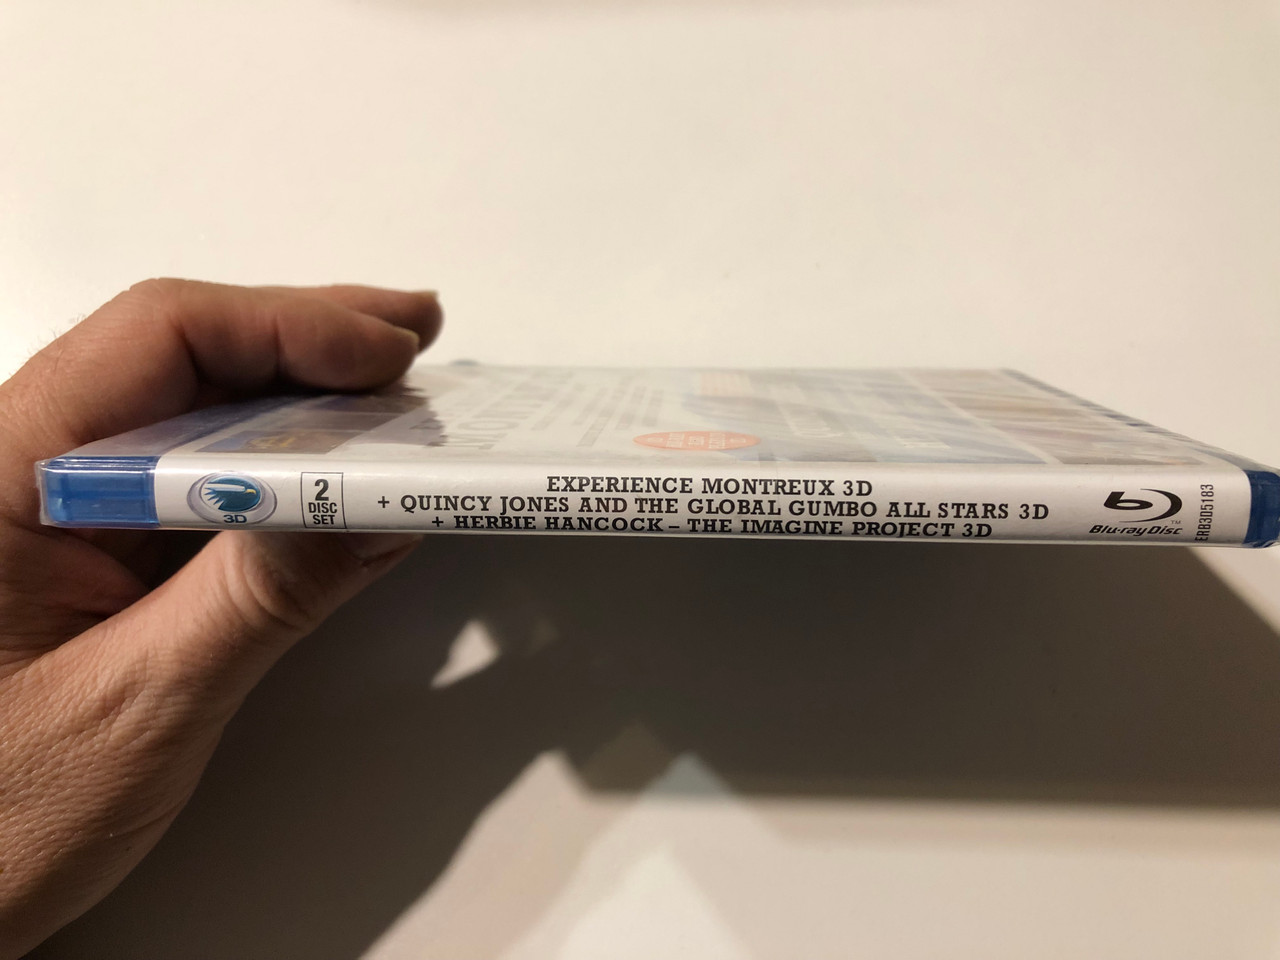 3D
2
DISC
SET
EXPERIENCE MONTREUX 3D
+ QUINCY JONES AND THE GLOBAL GUMBO ALL STARS 3D
+ HERBIE HANCOCK – THE IMAGINE PROJECT 3D
Blu-ray Disc™
ERB3D5183